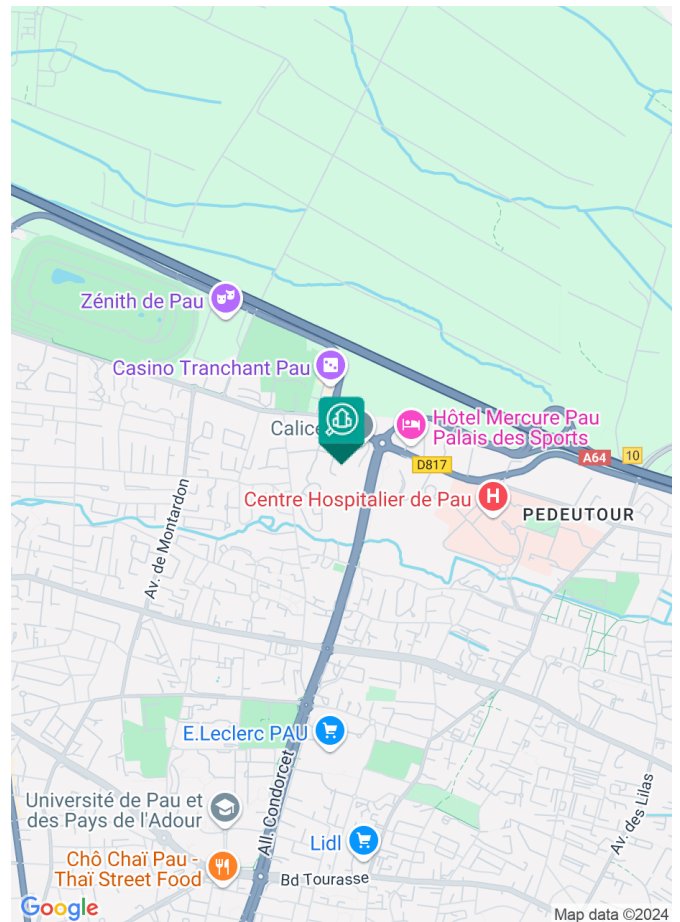 Zénith de Pau
Casino Tranchant Pau
Calice
Hôtel Mercure Pau
Palais des Sports
D817
A64
10
Centre Hospitalier de Pau
H
PEDEUTOUR
Av. de Montardon
E.Leclerc PAU
All. Condorcet
Université de Pau et
des Pays de l'Adour
Av. des Lilas
Lidl
Chô Chaï Pau -
Thaï Street Food
Bd Tourasse
Google
Map data ©2024